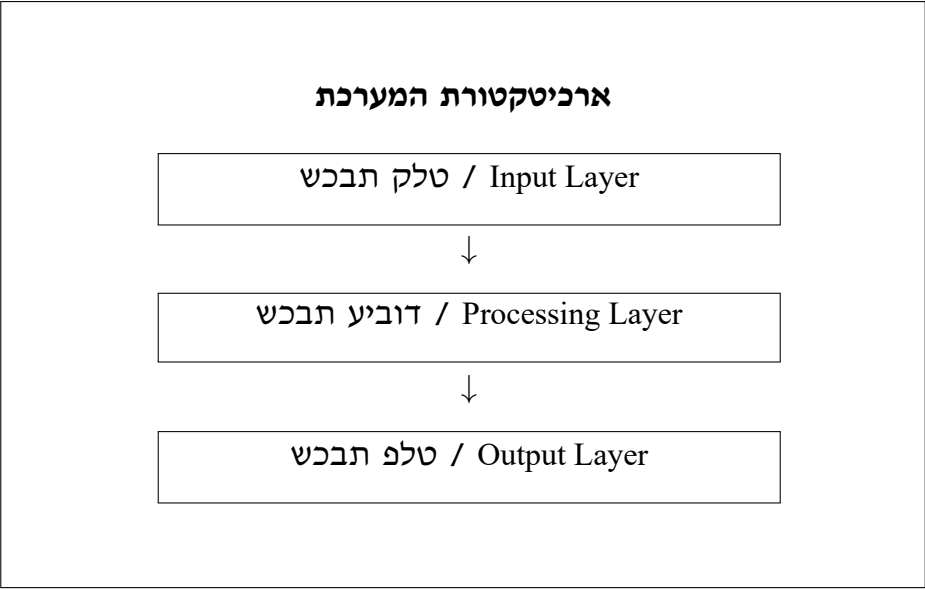 ארכיטקטורת המערכת
טלק תבכש / Input Layer
↓
דוביע תבכש / Processing Layer
↓
טלפ תבכש / Output Layer